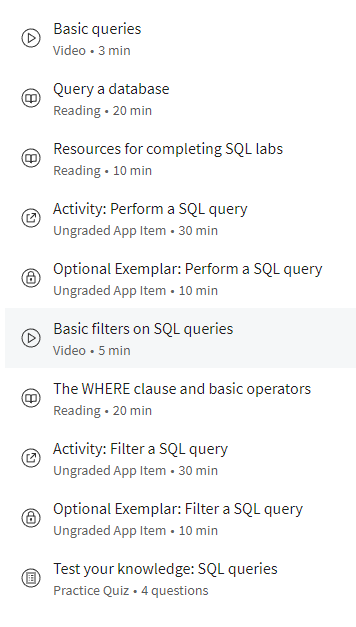 Basic queries
Video • 3 min
Query a database
Reading • 20 min
Resources for completing SQL labs
Reading • 10 min
Activity: Perform a SQL query
Ungraded App Item • 30 min
Optional Exemplar: Perform a SQL query
Ungraded App Item • 10 min
Basic filters on SQL queries
Video • 5 min
The WHERE clause and basic operators
Reading • 20 min
Activity: Filter a SQL query
Ungraded App Item • 30 min
Optional Exemplar: Filter a SQL query
Ungraded App Item • 10 min
Test your knowledge: SQL queries
Practice Quiz • 4 questions